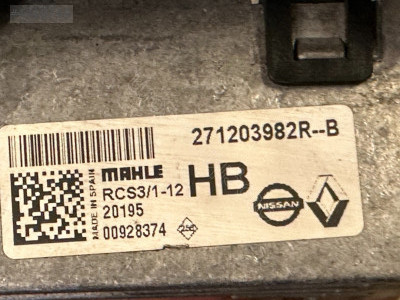 271203982R--B
MAHLE
HB
RCS3/1-12
20195
00928374
MADE IN SPAIN
NISSAN